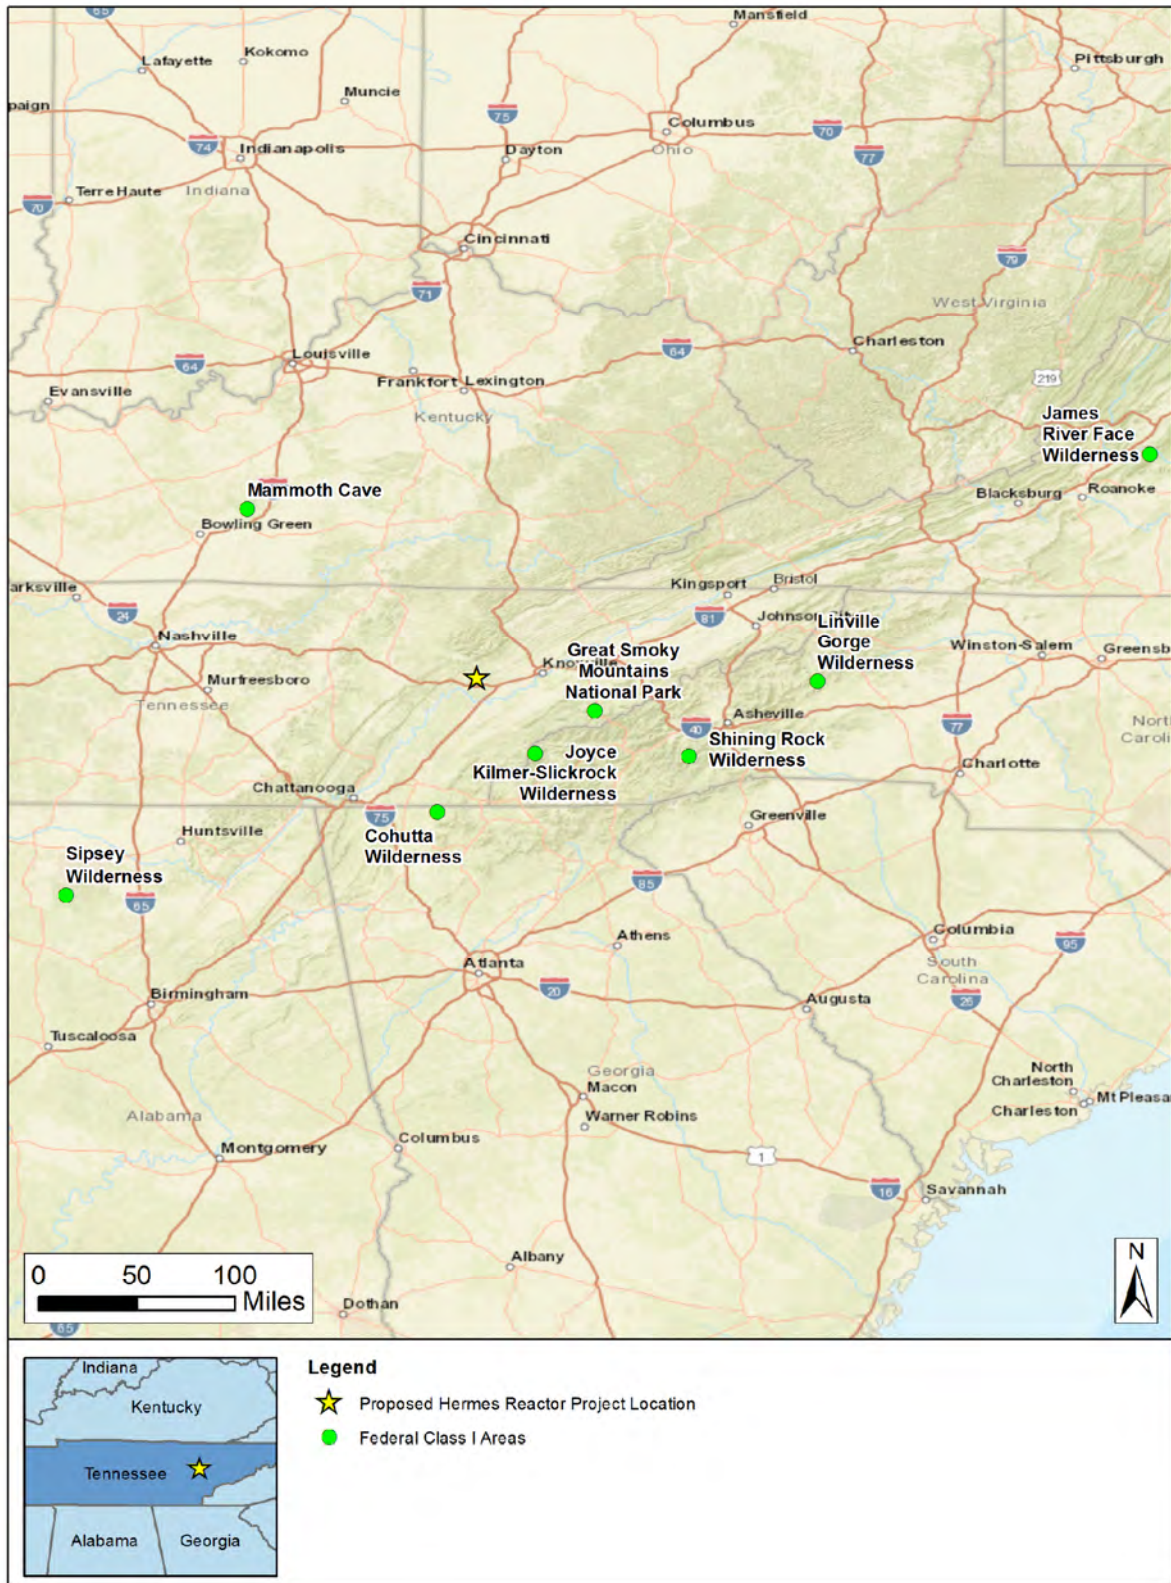 65
Mansfield
Kokomo
Lafayette
Pittsburgh
Muncie
paign
75
Columbus
70
74
Indianapolis
Dayton
Ohio
77
Indiana
Terre Haute
70
Cincinnati
79
71
West Virginia
Charleston
Louisville
64
64
Frankfort
Lexington
219
Evansville
Kentucky
James
River Face
Wilderness
Mammoth Cave
Blacksburg
Roanoke
Bowling Green
arksville
Kingsport
Bristol
24
81
Johnson Cit
Linville
Gorge
Wilderness
Nashville
Great Smoky
Mountains
National Park
Winston-Salem
Greensb
Knoxville
Murfreesboro
Tennessee
Asheville
40
77
North
Carolin
Shining Rock
Wilderness
Joyce
Kilmer-Slickrock
Wilderness
Charlotte
Chattanooga
75
Greenville
Huntsville
Cohutta
Wilderness
Sipsey
Wilderness
85
65
Athens
Columbia
95
Atlanta
South
Carolina
20
26
Birmingham
Augusta
Tuscaloosa
Georgia
North
Charleston
Macon
Mt Pleasan
Charleston
Alabama
Warner Robins
Columbus
Montgomery
1
16
Savannah
N
Albany
0 50 100
Miles
Dothan
65
Legend
Proposed Hermes Reactor Project Location
Federal Class I Areas
Indiana
Kentucky
Tennessee
Alabama
Georgia